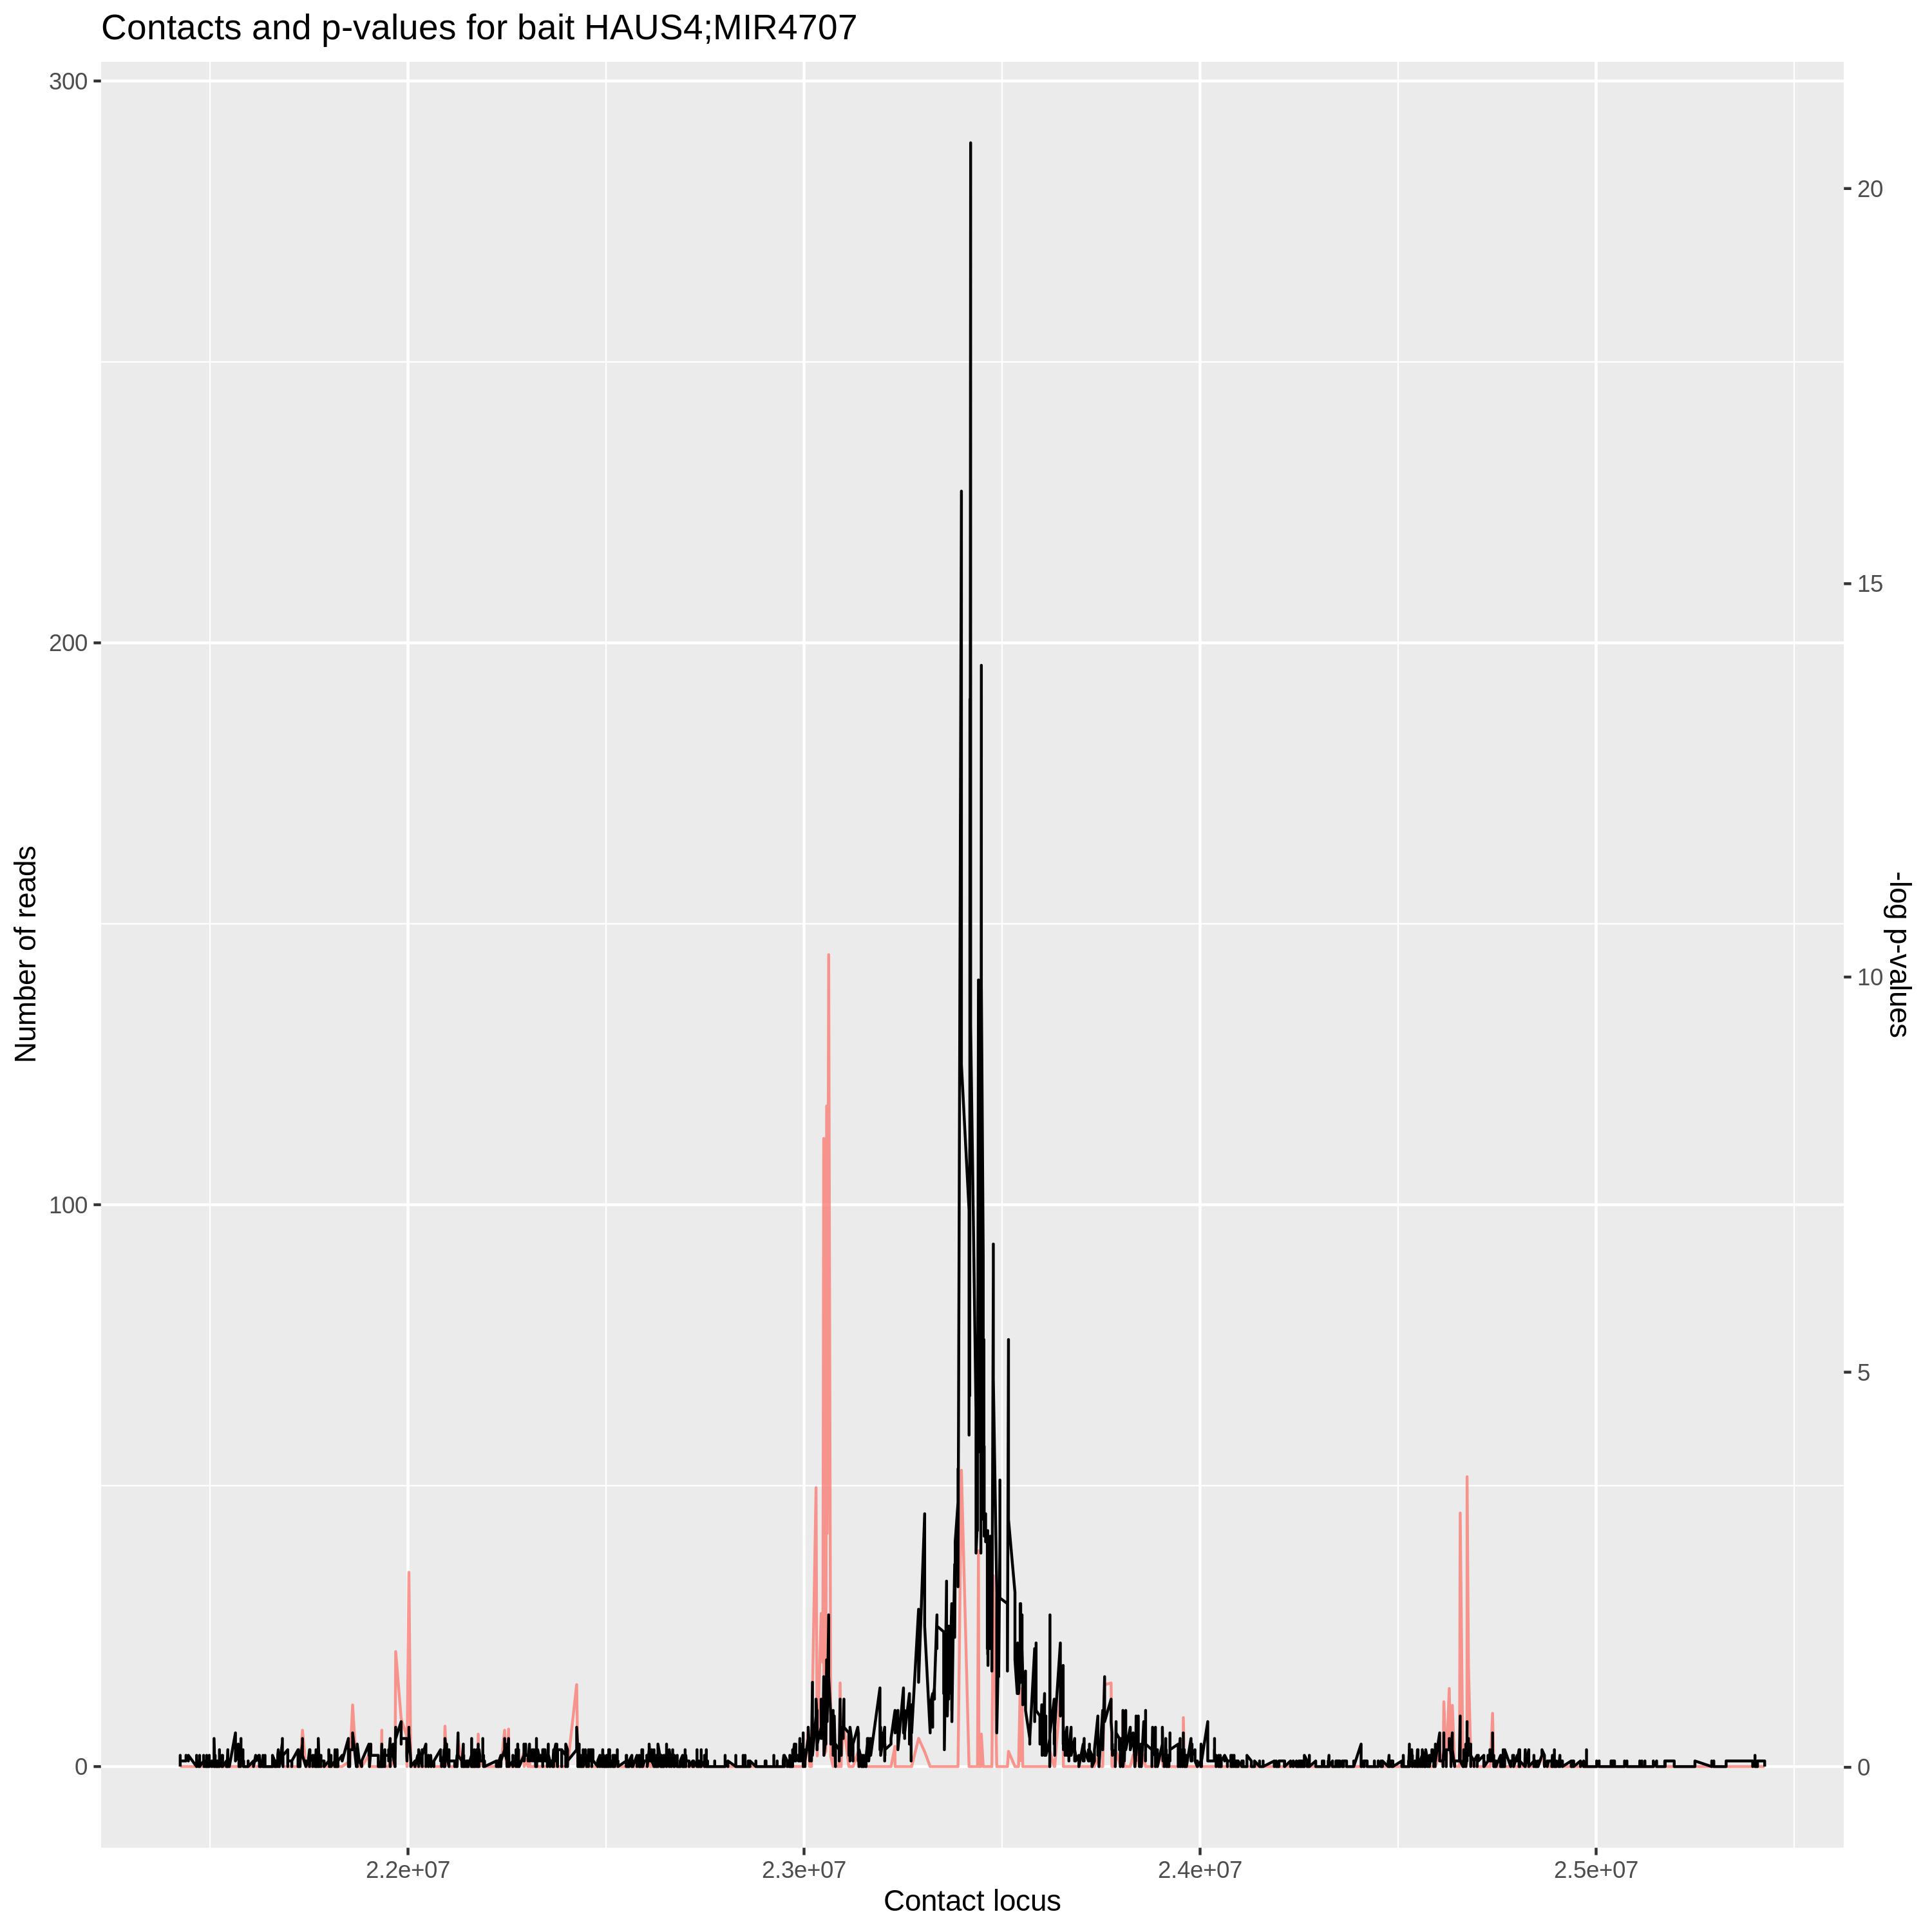 Contacts and p-values for bait HAUS4;MIR4707
300
200
100
0
Number of reads
20
15
10
5
0
-log p-values
2.2e+07
2.3e+07
2.4e+07
2.5e+07
Contact locus